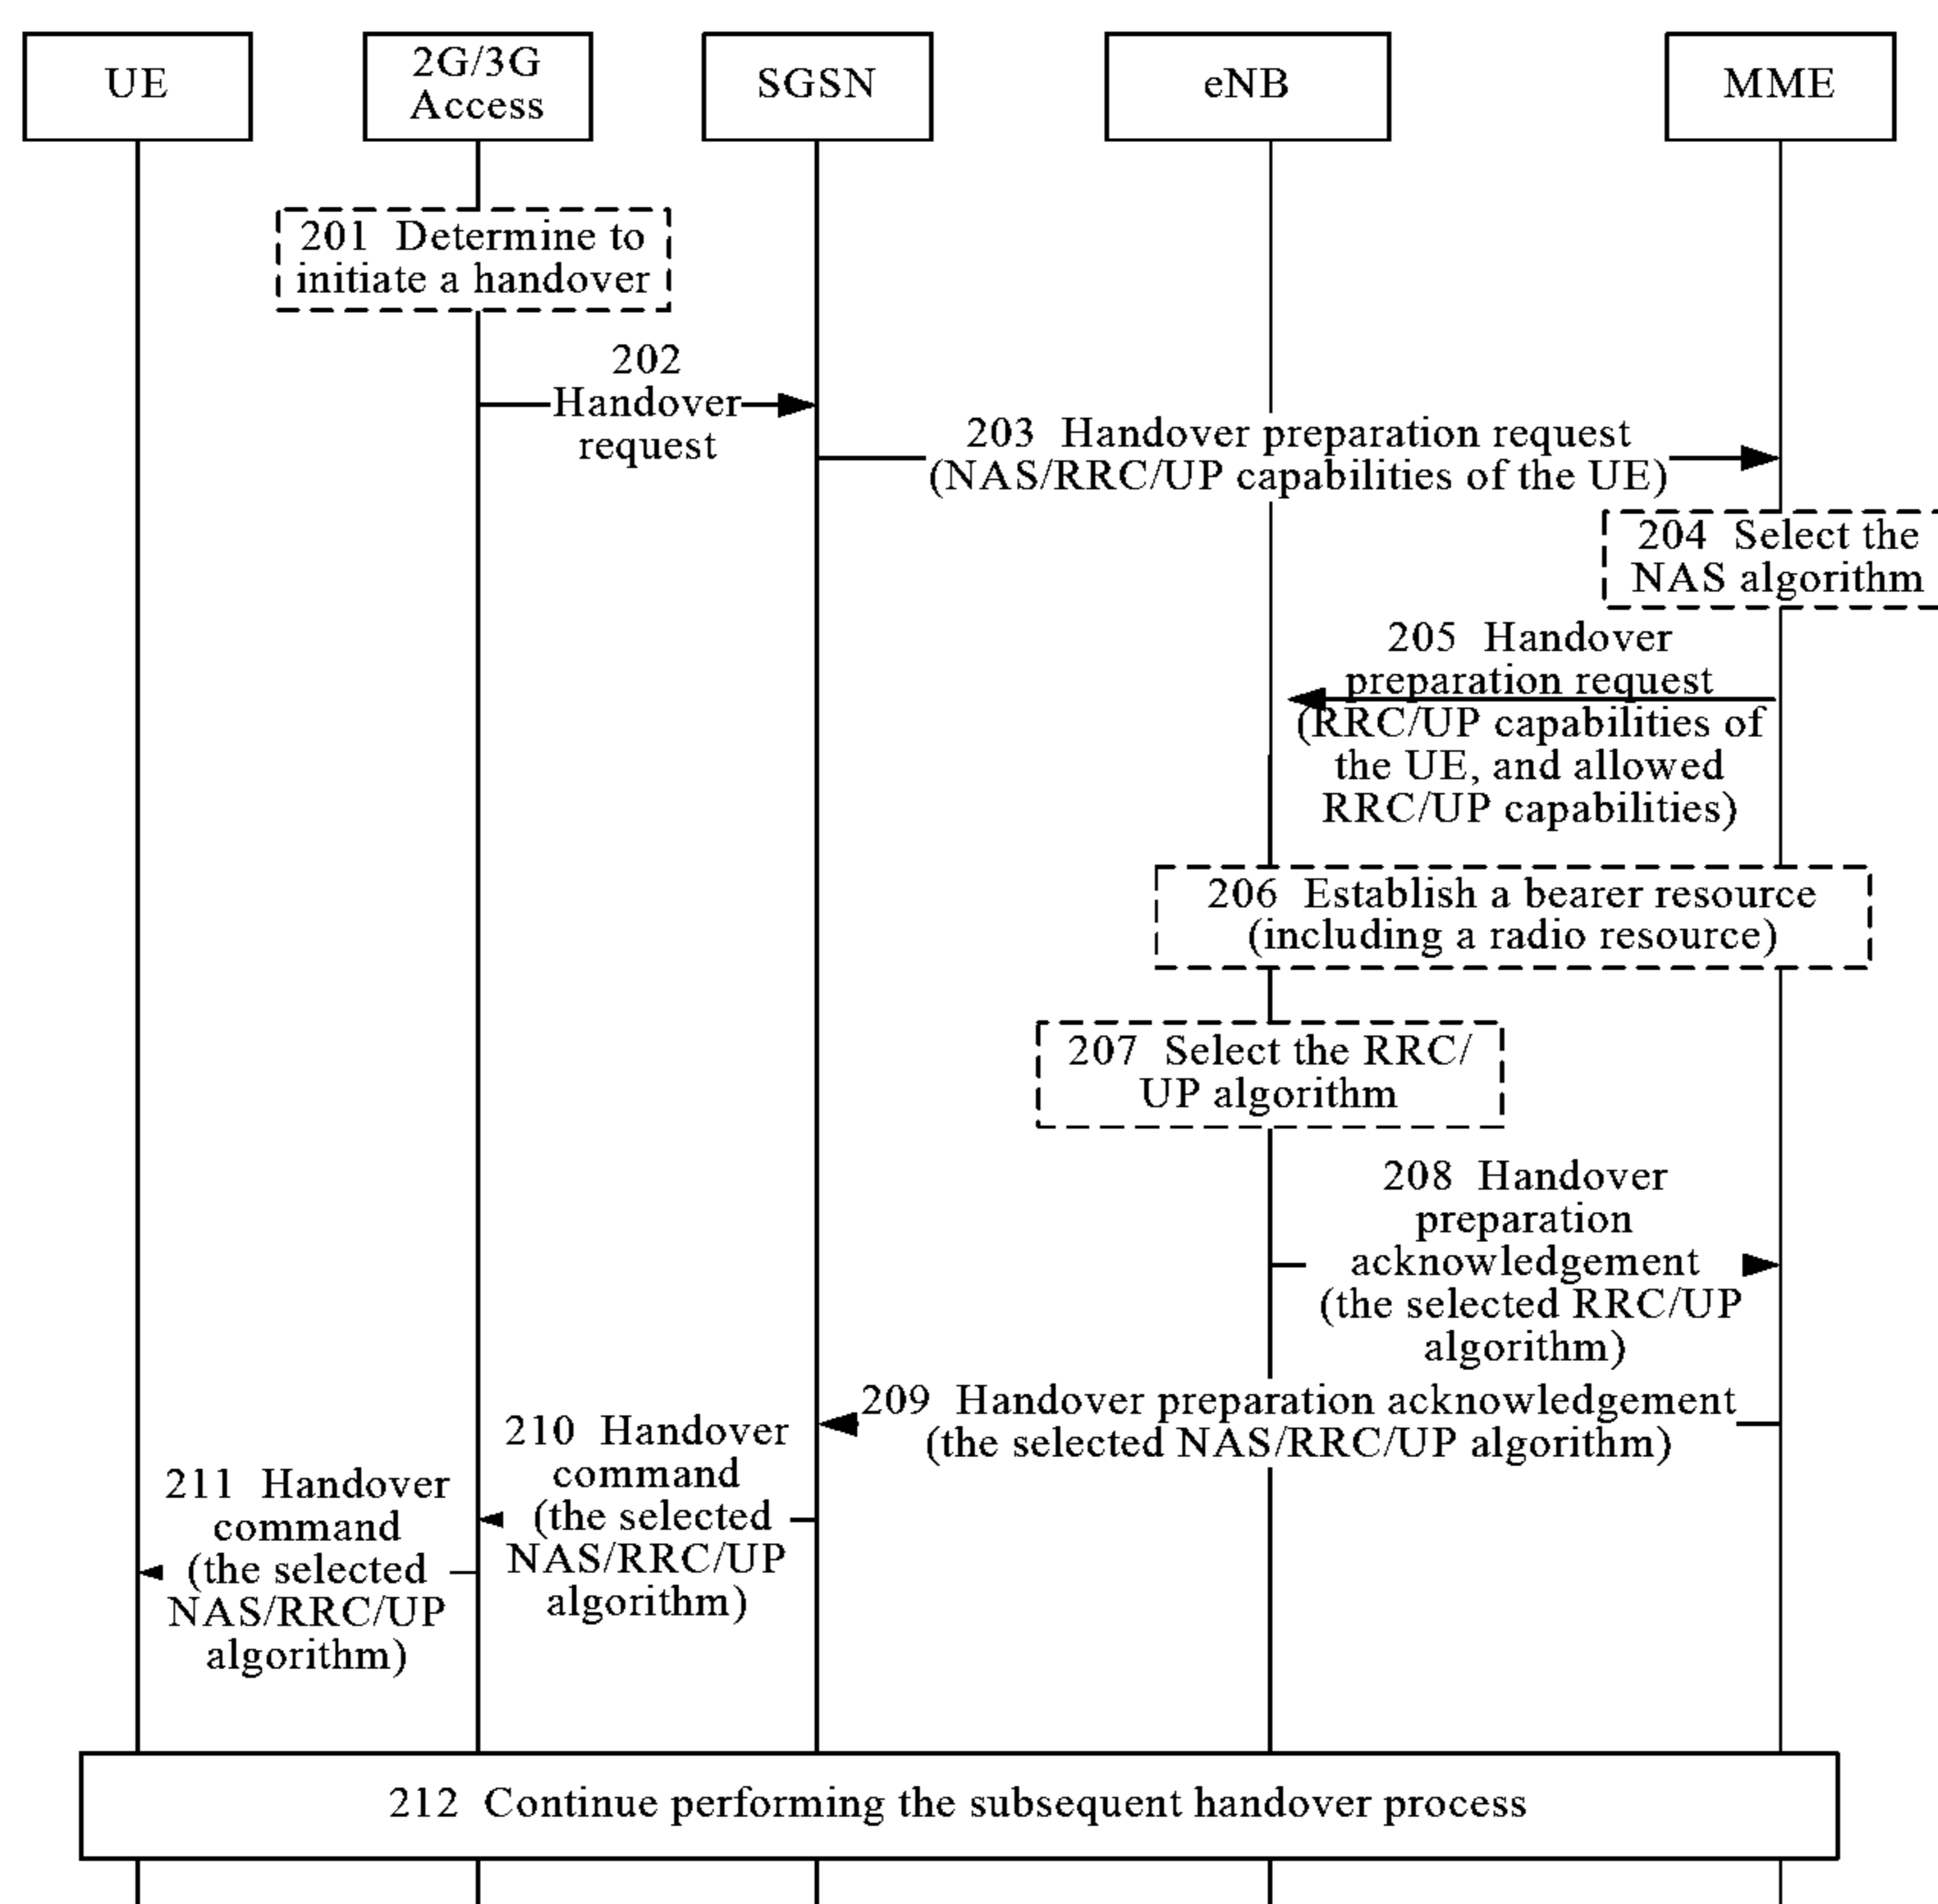 UE
2G/3G
Access
SGSN
eNB
MME
201 Determine to
initiate a handover
202
Handover
request
203 Handover preparation request
(NAS/RRC/UP capabilities of the UE)
204 Select the
NAS algorithm
205 Handover
preparation request
(RRC/UP capabilities of
the UE, and allowed
RRC/UP capabilities)
206 Establish a bearer resource
(including a radio resource)
207 Select the RRC/
UP algorithm
208 Handover
preparation
acknowledgement
(the selected RRC/UP
algorithm)
209 Handover preparation acknowledgement
(the selected NAS/RRC/UP algorithm)
210 Handover
command
(the selected
NAS/RRC/UP
algorithm)
211 Handover
command
(the selected
NAS/RRC/UP
algorithm)
212 Continue performing the subsequent handover process